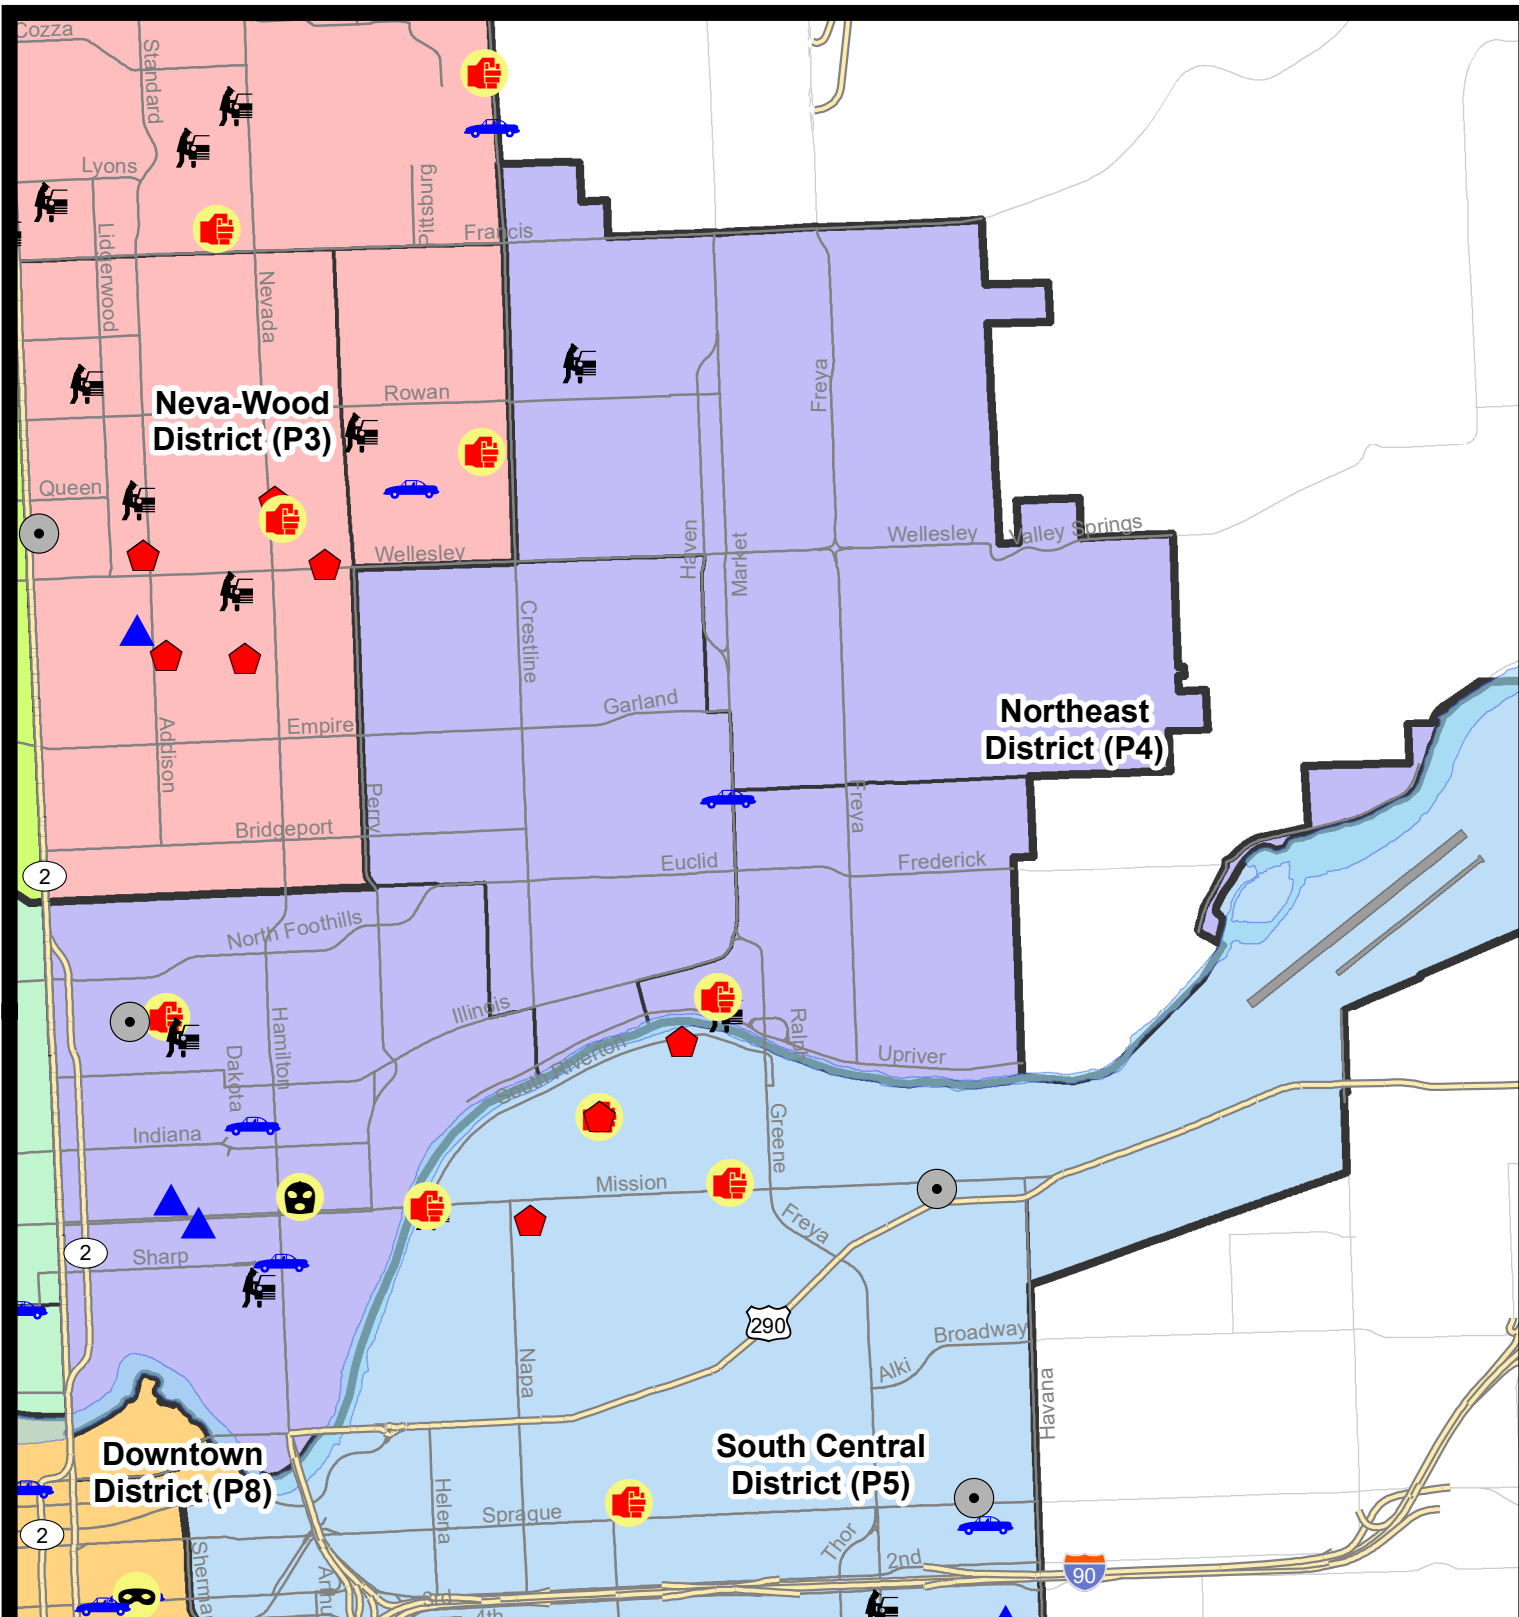 Cozza
Standard
Lyons
Pittsburg
Francis
Lidgerwood
Nevada
Rowan
Freya
Neva-Wood
District (P3)
Queen
Wellesley
Haven
Market
Wellesley
Valley Springs
Crestline
Garland
Northeast
District (P4)
Empire
Addison
Perry
Freya
Bridgeport
Euclid
Frederick
2
North Foothills
Illinois
Hamilton
Dakota
South Riverton
Ralph
Upriver
Indiana
Greene
Mission
Freya
Sharp
2
290
Broadway
Alki
Napa
Havana
Downtown
District (P8)
South Central
District (P5)
Helena
Sprague
2
Thor
2nd
90
3rd
4th